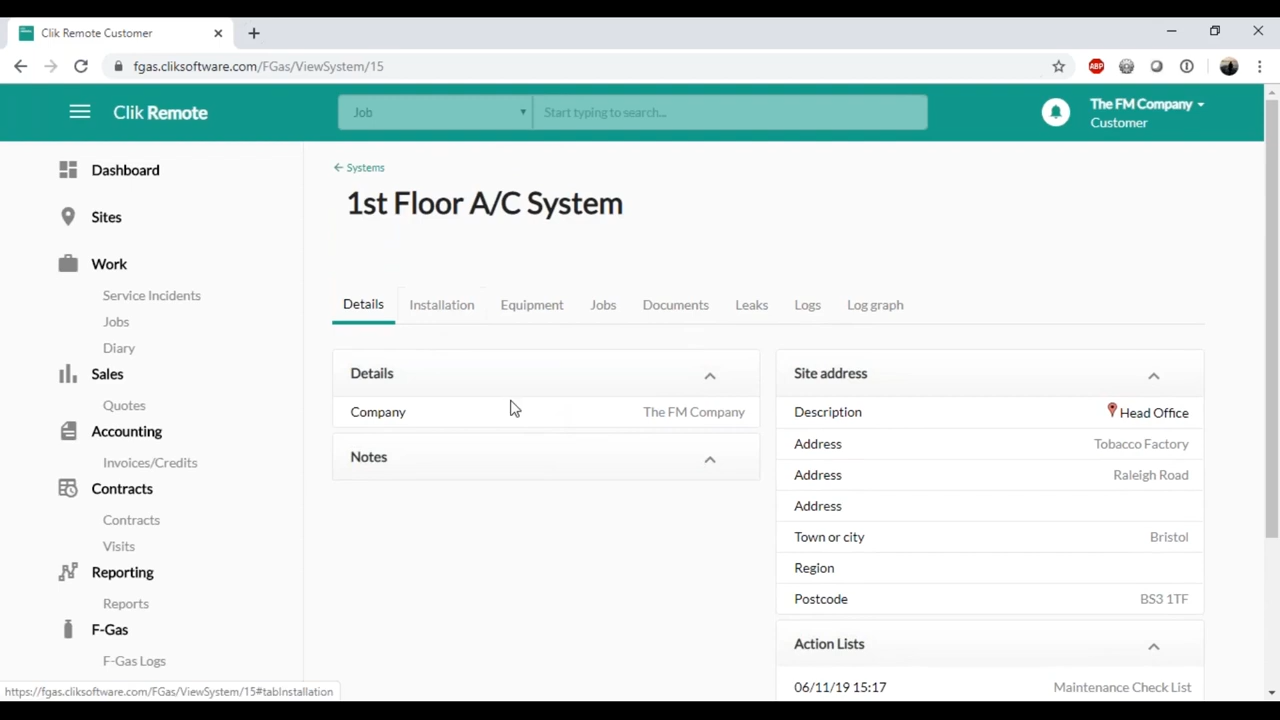 Clik Remote Customer
fgas.cliksoftware.com/FGas/ViewSystem/15
ABP
Clik Remote
Job
Start typing to search...
The FM Company
Customer
Dashboard
Sites
Work
Service Incidents
Jobs
Diary
Sales
Quotes
Accounting
Invoices/Credits
Contracts
Contracts
Visits
Reporting
Reports
F-Gas
F-Gas Logs
Systems
1st Floor A/C System
Details Installation Equipment Jobs Documents Leaks Logs Log graph
Details
Company The FM Company
Notes
Site address
Description Head Office
Address Tobacco Factory
Address Raleigh Road
Address
Town or city Bristol
Region
Postcode BS3 1TF
Action Lists
06/11/19 15:17 Maintenance Check List
https://fgas.cliksoftware.com/FGas/ViewSystem/15#tabInstallation